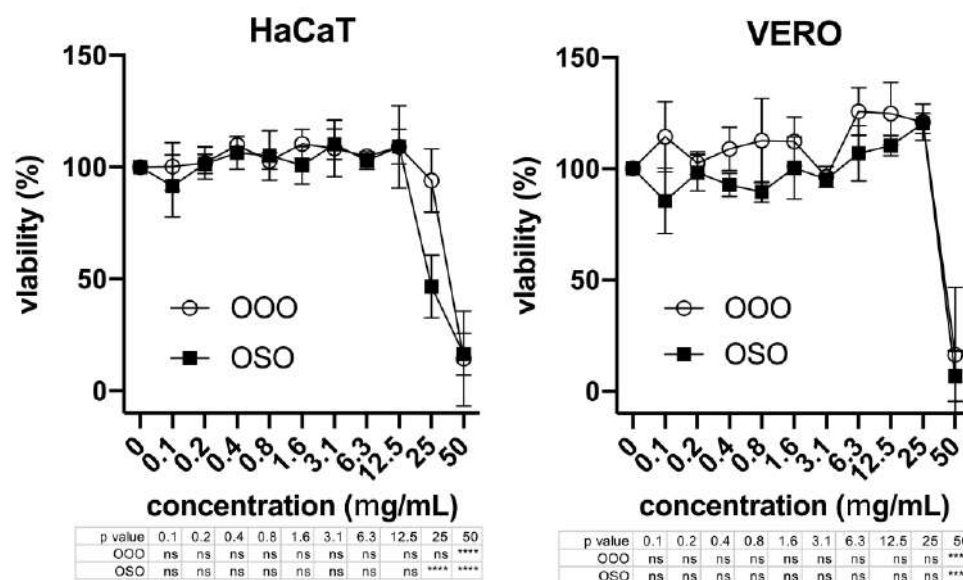 HaCaT
150
100
50
0
vIability (%)
OOO
OSO
0 0.1 0.2 0.4 0.8 1.6 3.1 6.3 12.5 25 50
concentration (mg/mL)
p value 0.1 0.2 0.4 0.8 1.6 3.1 6.3 12.5 25 50
OOO ns ns ns ns ns ns ns ns ns ****
OSO ns ns ns ns ns ns ns ns **** ****
VERO
150
100
50
0
vIability (%)
OOO
OSO
0 0.1 0.2 0.4 0.8 1.6 3.1 6.3 12.5 25 50
concentration (mg/mL)
p value 0.1 0.2 0.4 0.8 1.6 3.1 6.3 12.5 25
OOO ns ns ns ns ns ns ns ns ns
OSO ns ns ns ns ns ns ns ns ns